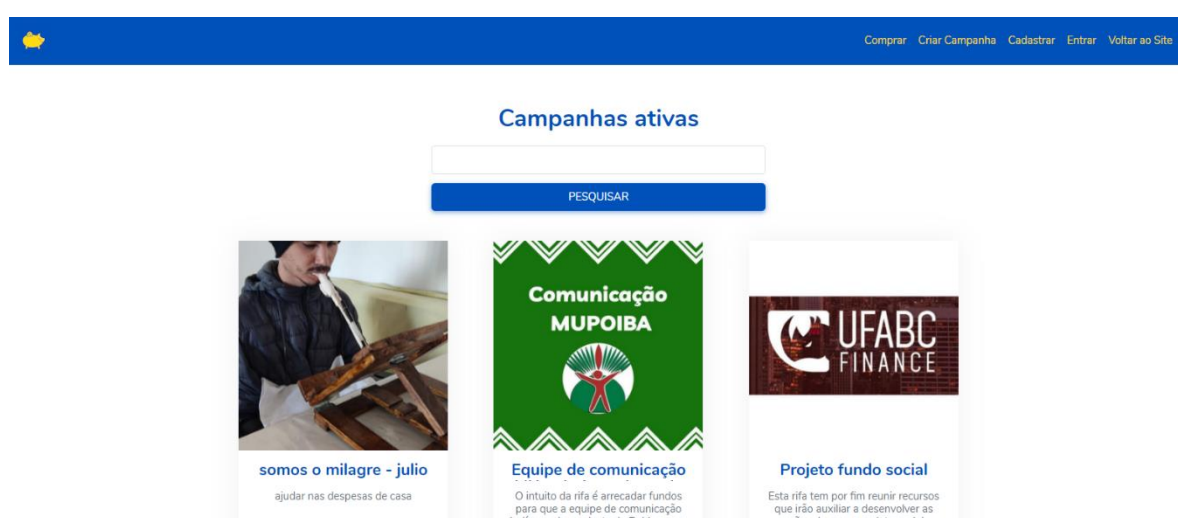 Comprar Criar Campanha Cadastrar Entrar Voltar ao Site
Campanhas ativas
PESQUISAR
Comunicação
MUPOIBA
UFABC
FINANCE
somos o milagre - julio
ajudar nas despesas de casa
Equipe de comunicação
O intuito da rifa é arrecadar fundos
para que a equipe de comunicação
Projeto fundo social
Esta rifa tem por fim reunir recursos
que irão auxiliar a desenvolver as